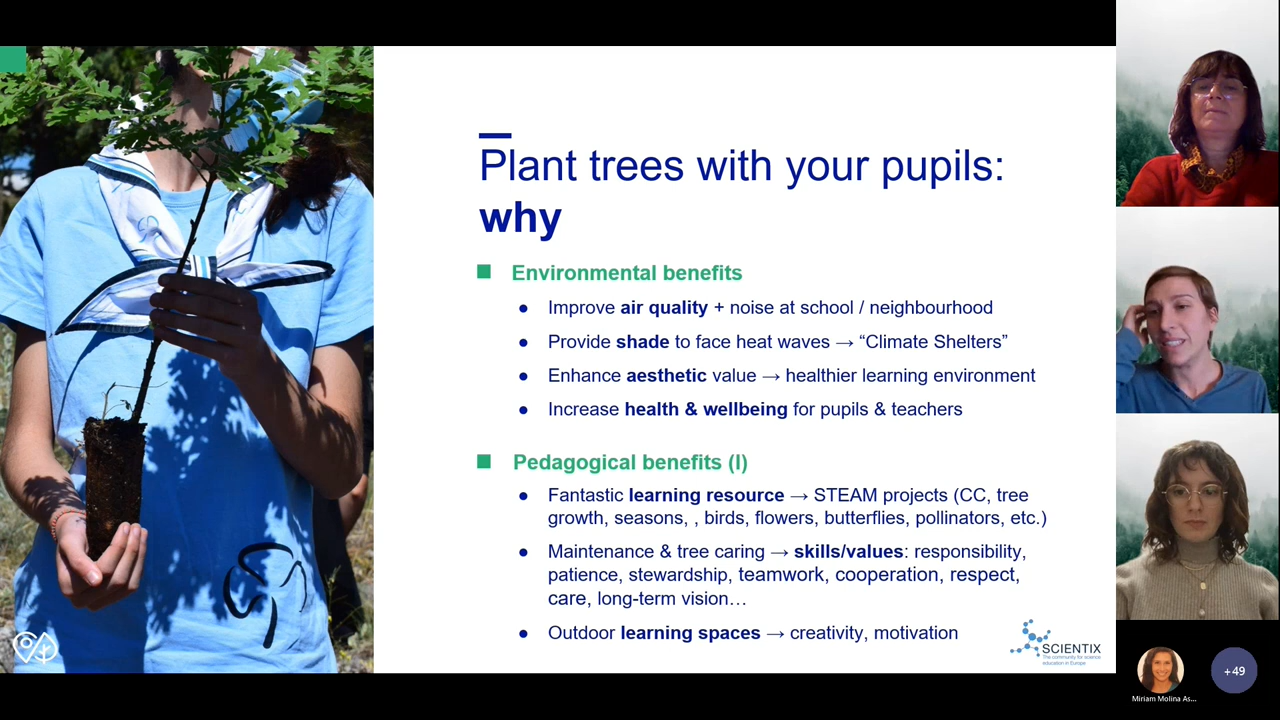 Plant trees with your pupils:
why
■ Environmental benefits
● Improve air quality + noise at school / neighbourhood
● Provide shade to face heat waves → “Climate Shelters”
● Enhance aesthetic value → healthier learning environment
● Increase health & wellbeing for pupils & teachers
■ Pedagogical benefits (I)
● Fantastic learning resource → STEAM projects (CC, tree
growth, seasons, , birds, flowers, butterflies, pollinators, etc.)
● Maintenance & tree caring → skills/values: responsibility,
patience, stewardship, teamwork, cooperation, respect,
care, long-term vision…
● Outdoor learning spaces → creativity, motivation
SCIENTIX
The community for science
education in Europe
+49
Miriam Molina As...